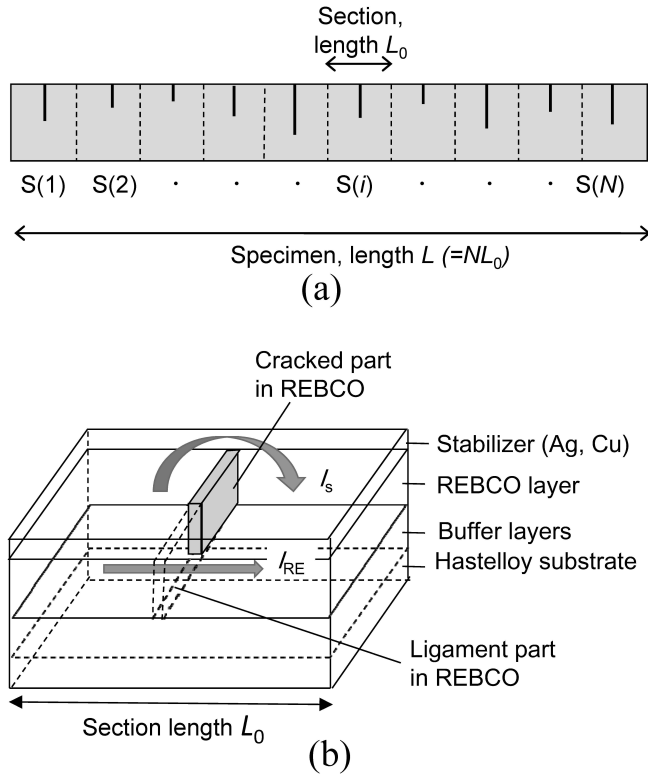 Section,
length L₀
S(1) S(2) · · · S(i) · · · S(N)
Specimen, length L (=NL₀)
(a)
Cracked part
in REBCO
Stabilizer (Ag, Cu)
Iₛ
REBCO layer
Buffer layers
Hastelloy substrate
I_RE
Ligament part
in REBCO
Section length L₀
(b)